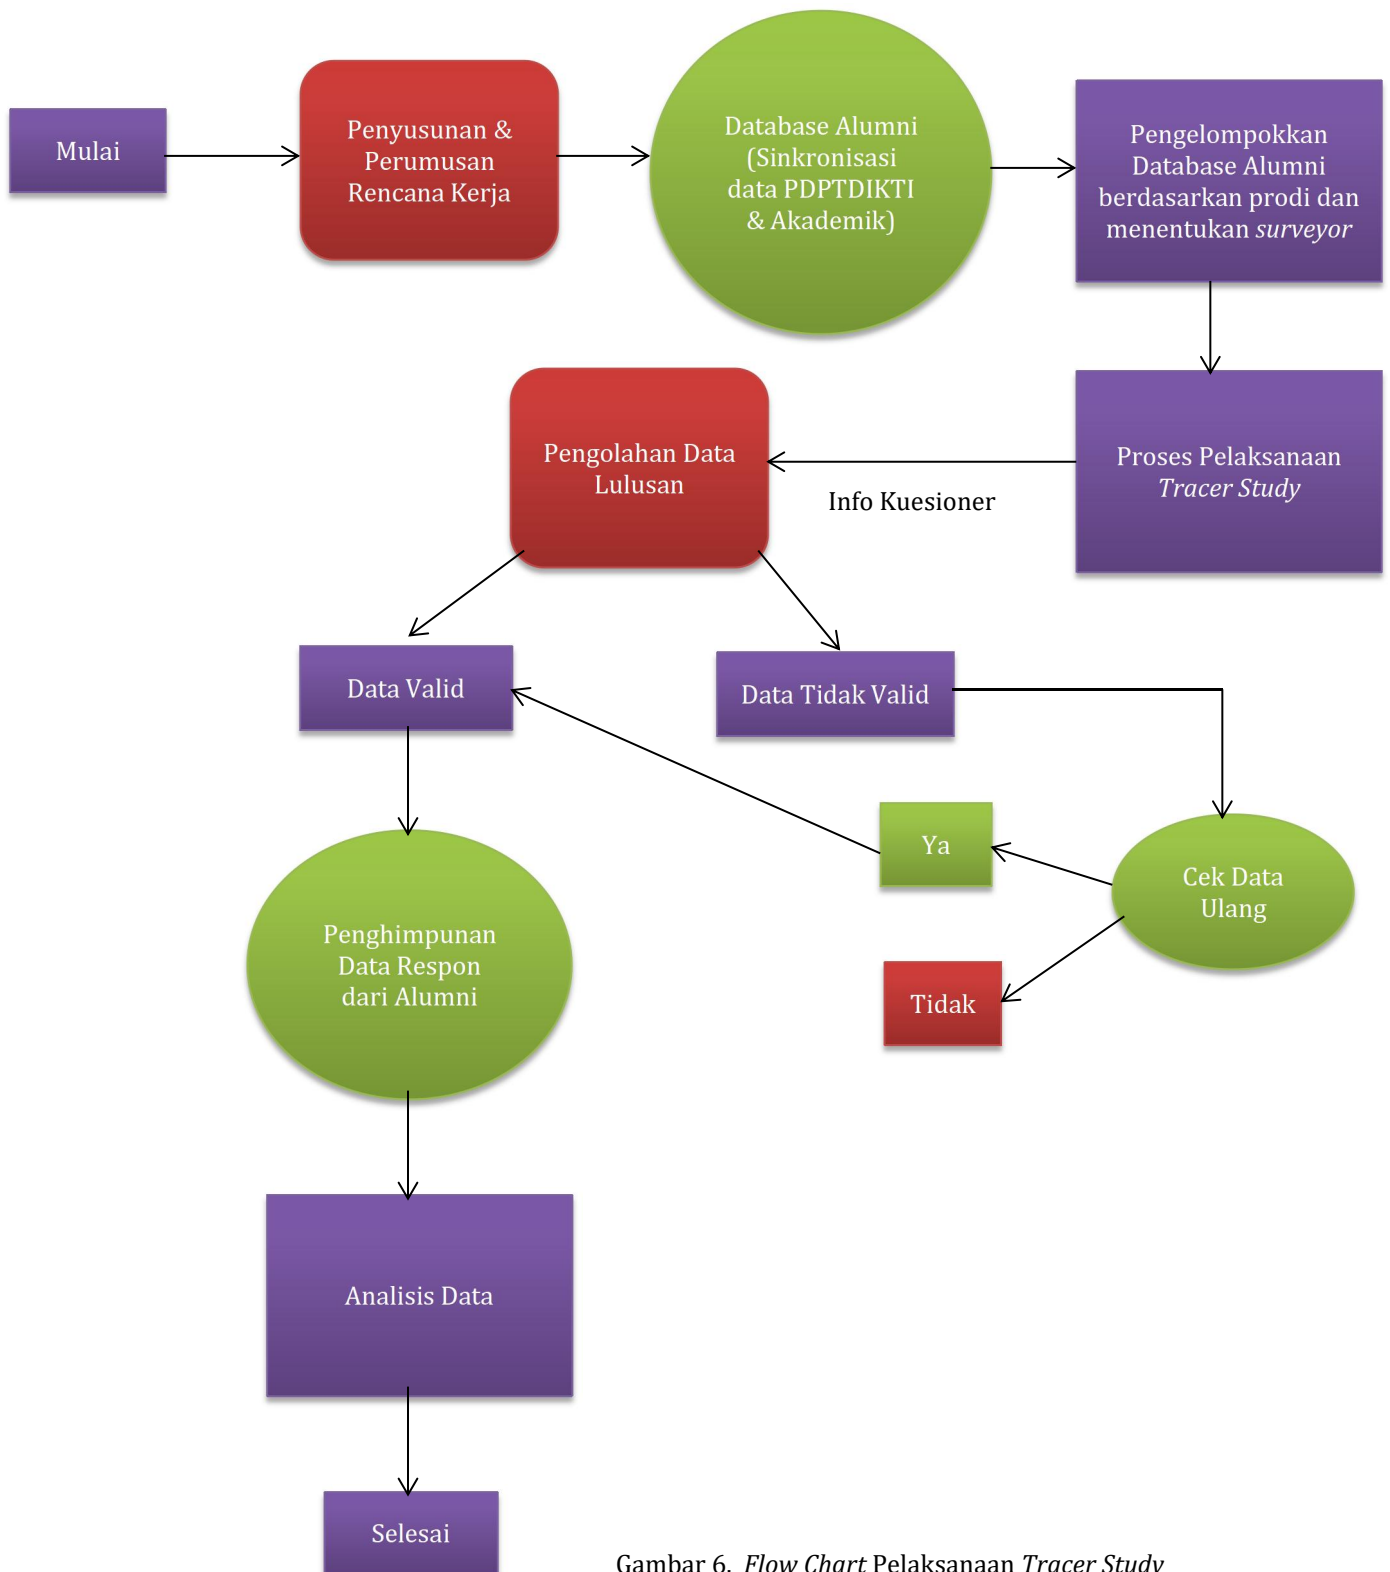 Mulai
Penyusunan &
Perumusan
Rencana Kerja
Database Alumni
(Sinkronisasi
data PDPTDIKTI
& Akademik)
Pengelompokkan
Database Alumni
berdasarkan prodi dan
menentukan surveyor
Proses Pelaksanaan
Tracer Study
Info Kuesioner
Pengolahan Data
Lulusan
Data Valid
Data Tidak Valid
Cek Data
Ulang
Ya
Tidak
Penghimpunan
Data Respon
dari Alumni
Analisis Data
Selesai
Gambar 6. Flow Chart Pelaksanaan Tracer Study